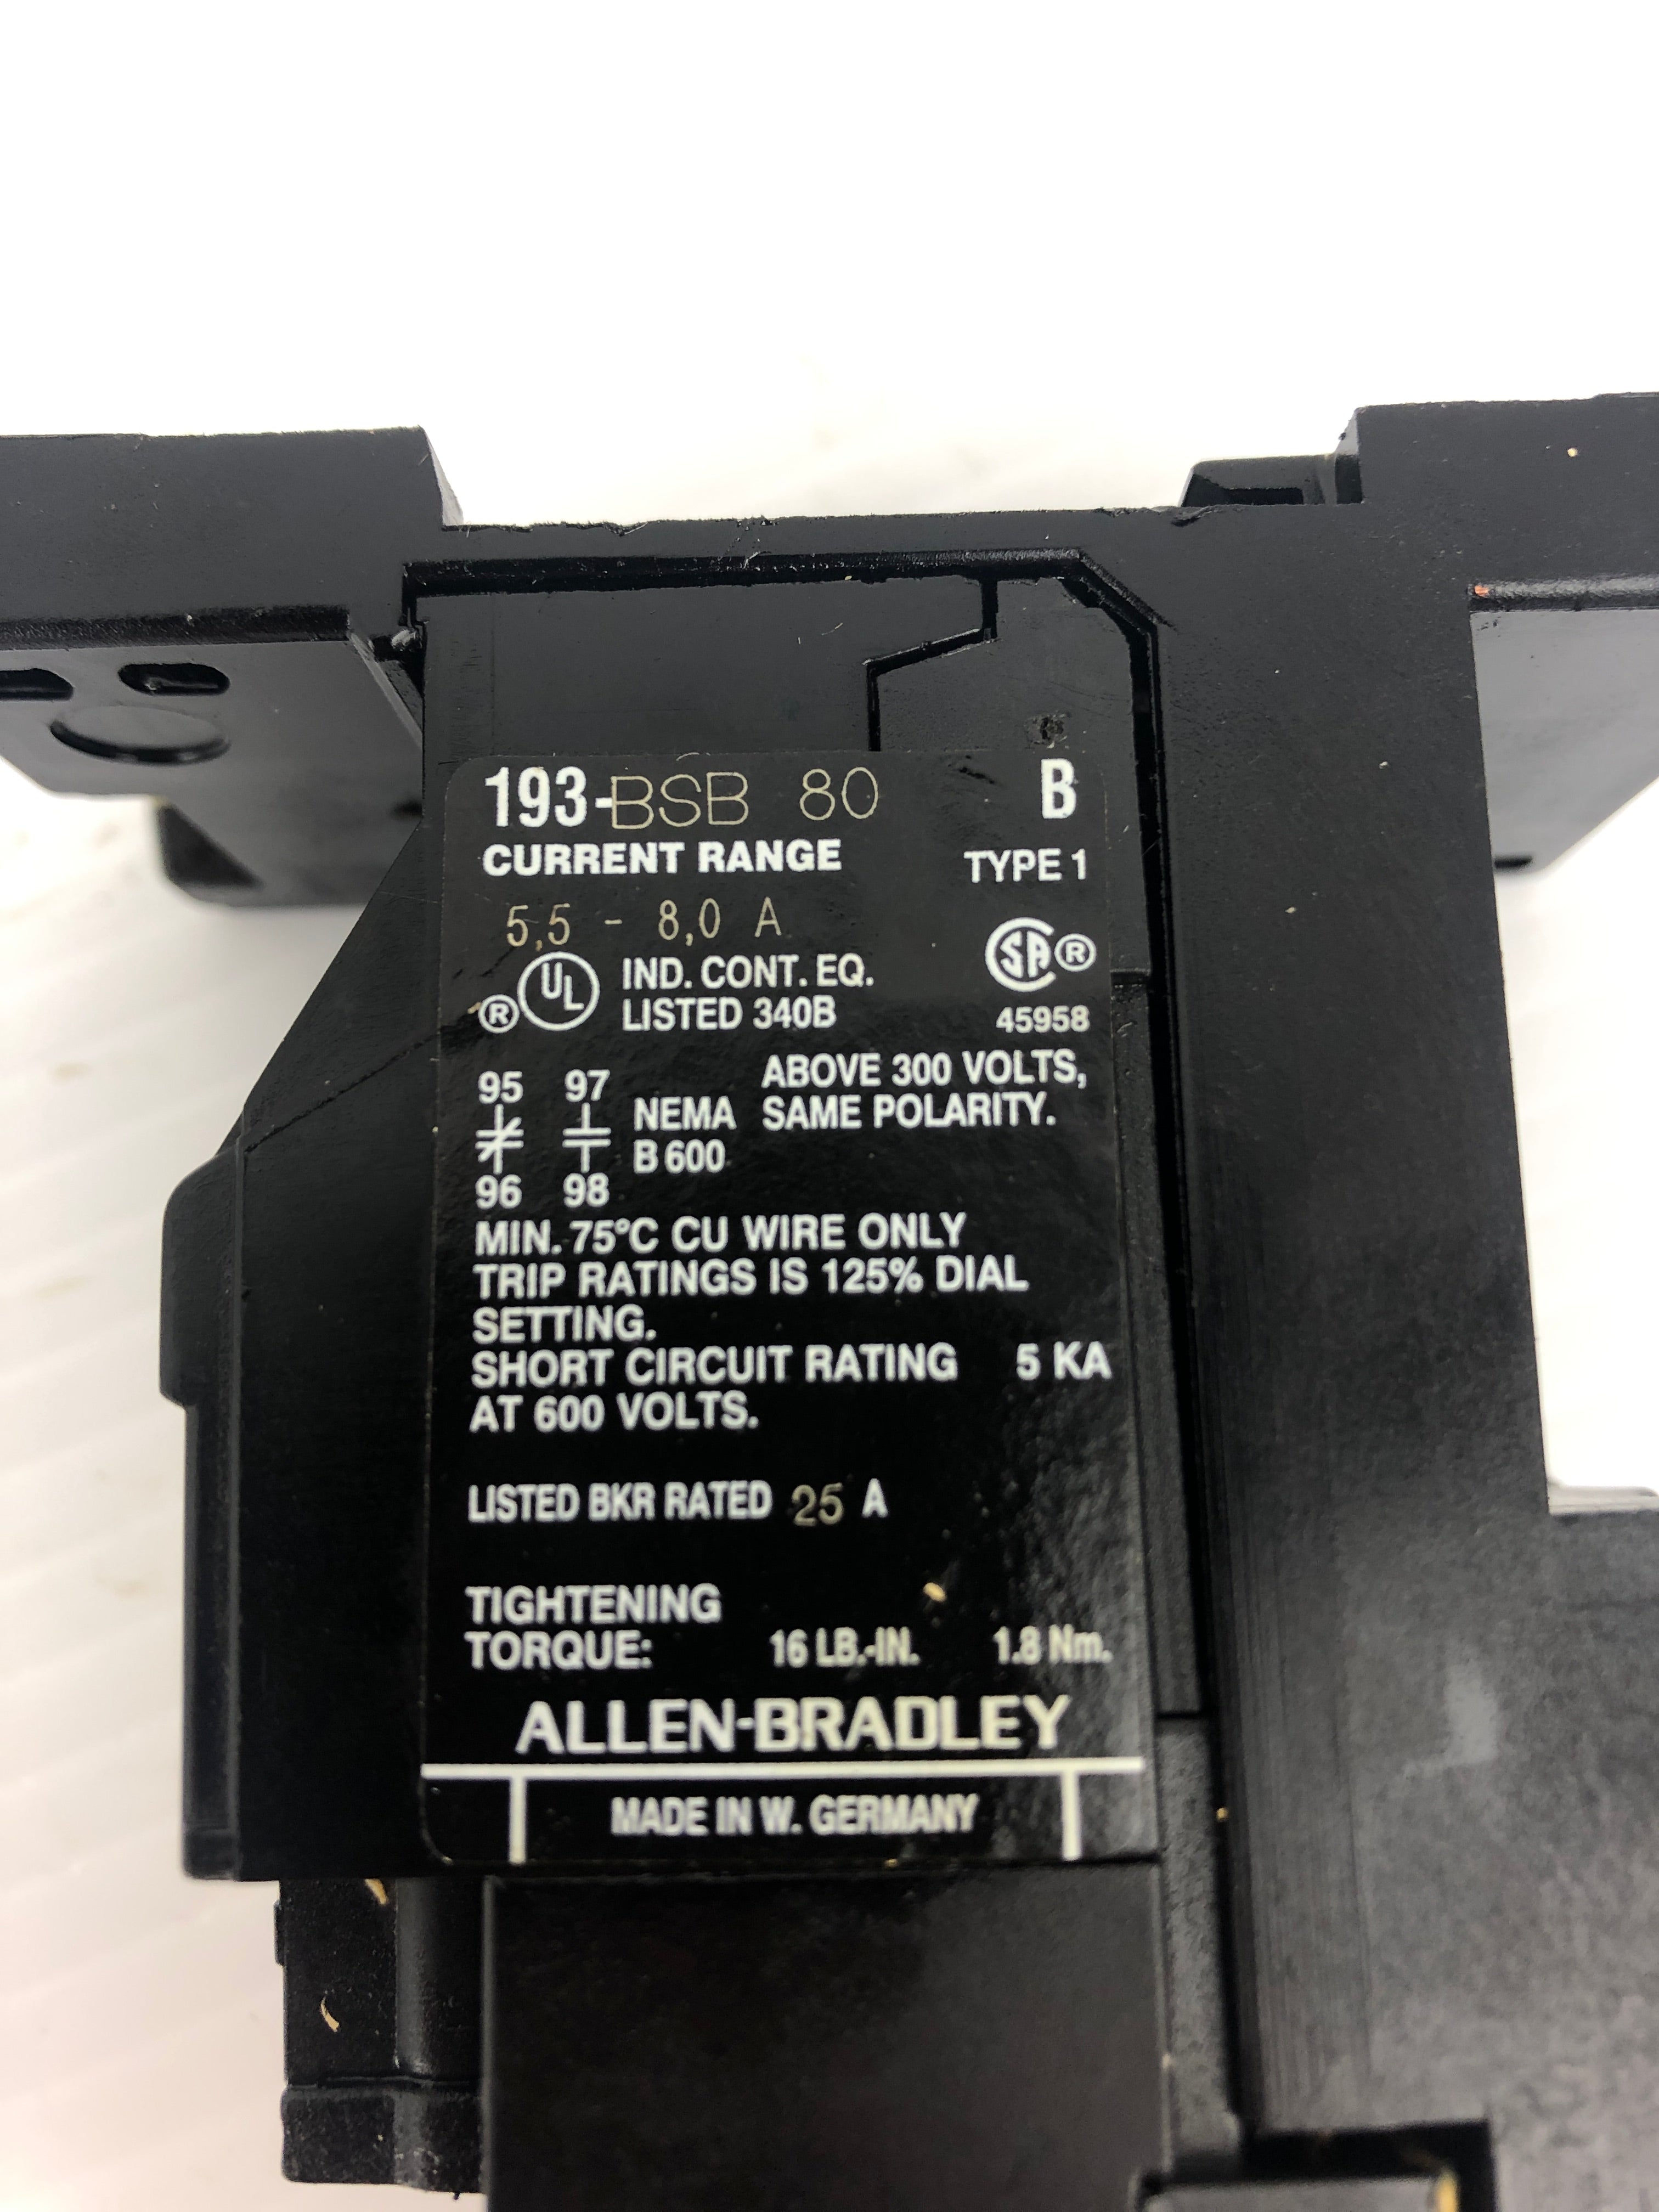 193-BSB 80 B
CURRENT RANGE TYPE 1
5,5 - 8,0 A
® UL IND. CONT. EQ. SA ®
LISTED 340B 45958
95 97 ABOVE 300 VOLTS,
NEMA SAME POLARITY.
B 600
96 98
MIN. 75°C CU WIRE ONLY
TRIP RATINGS IS 125% DIAL
SETTING.
SHORT CIRCUIT RATING 5 KA
AT 600 VOLTS.
LISTED BKR RATED 25 A
TIGHTENING
TORQUE: 16 LB.-IN. 1.8 Nm.
ALLEN-BRADLEY
MADE IN W. GERMANY